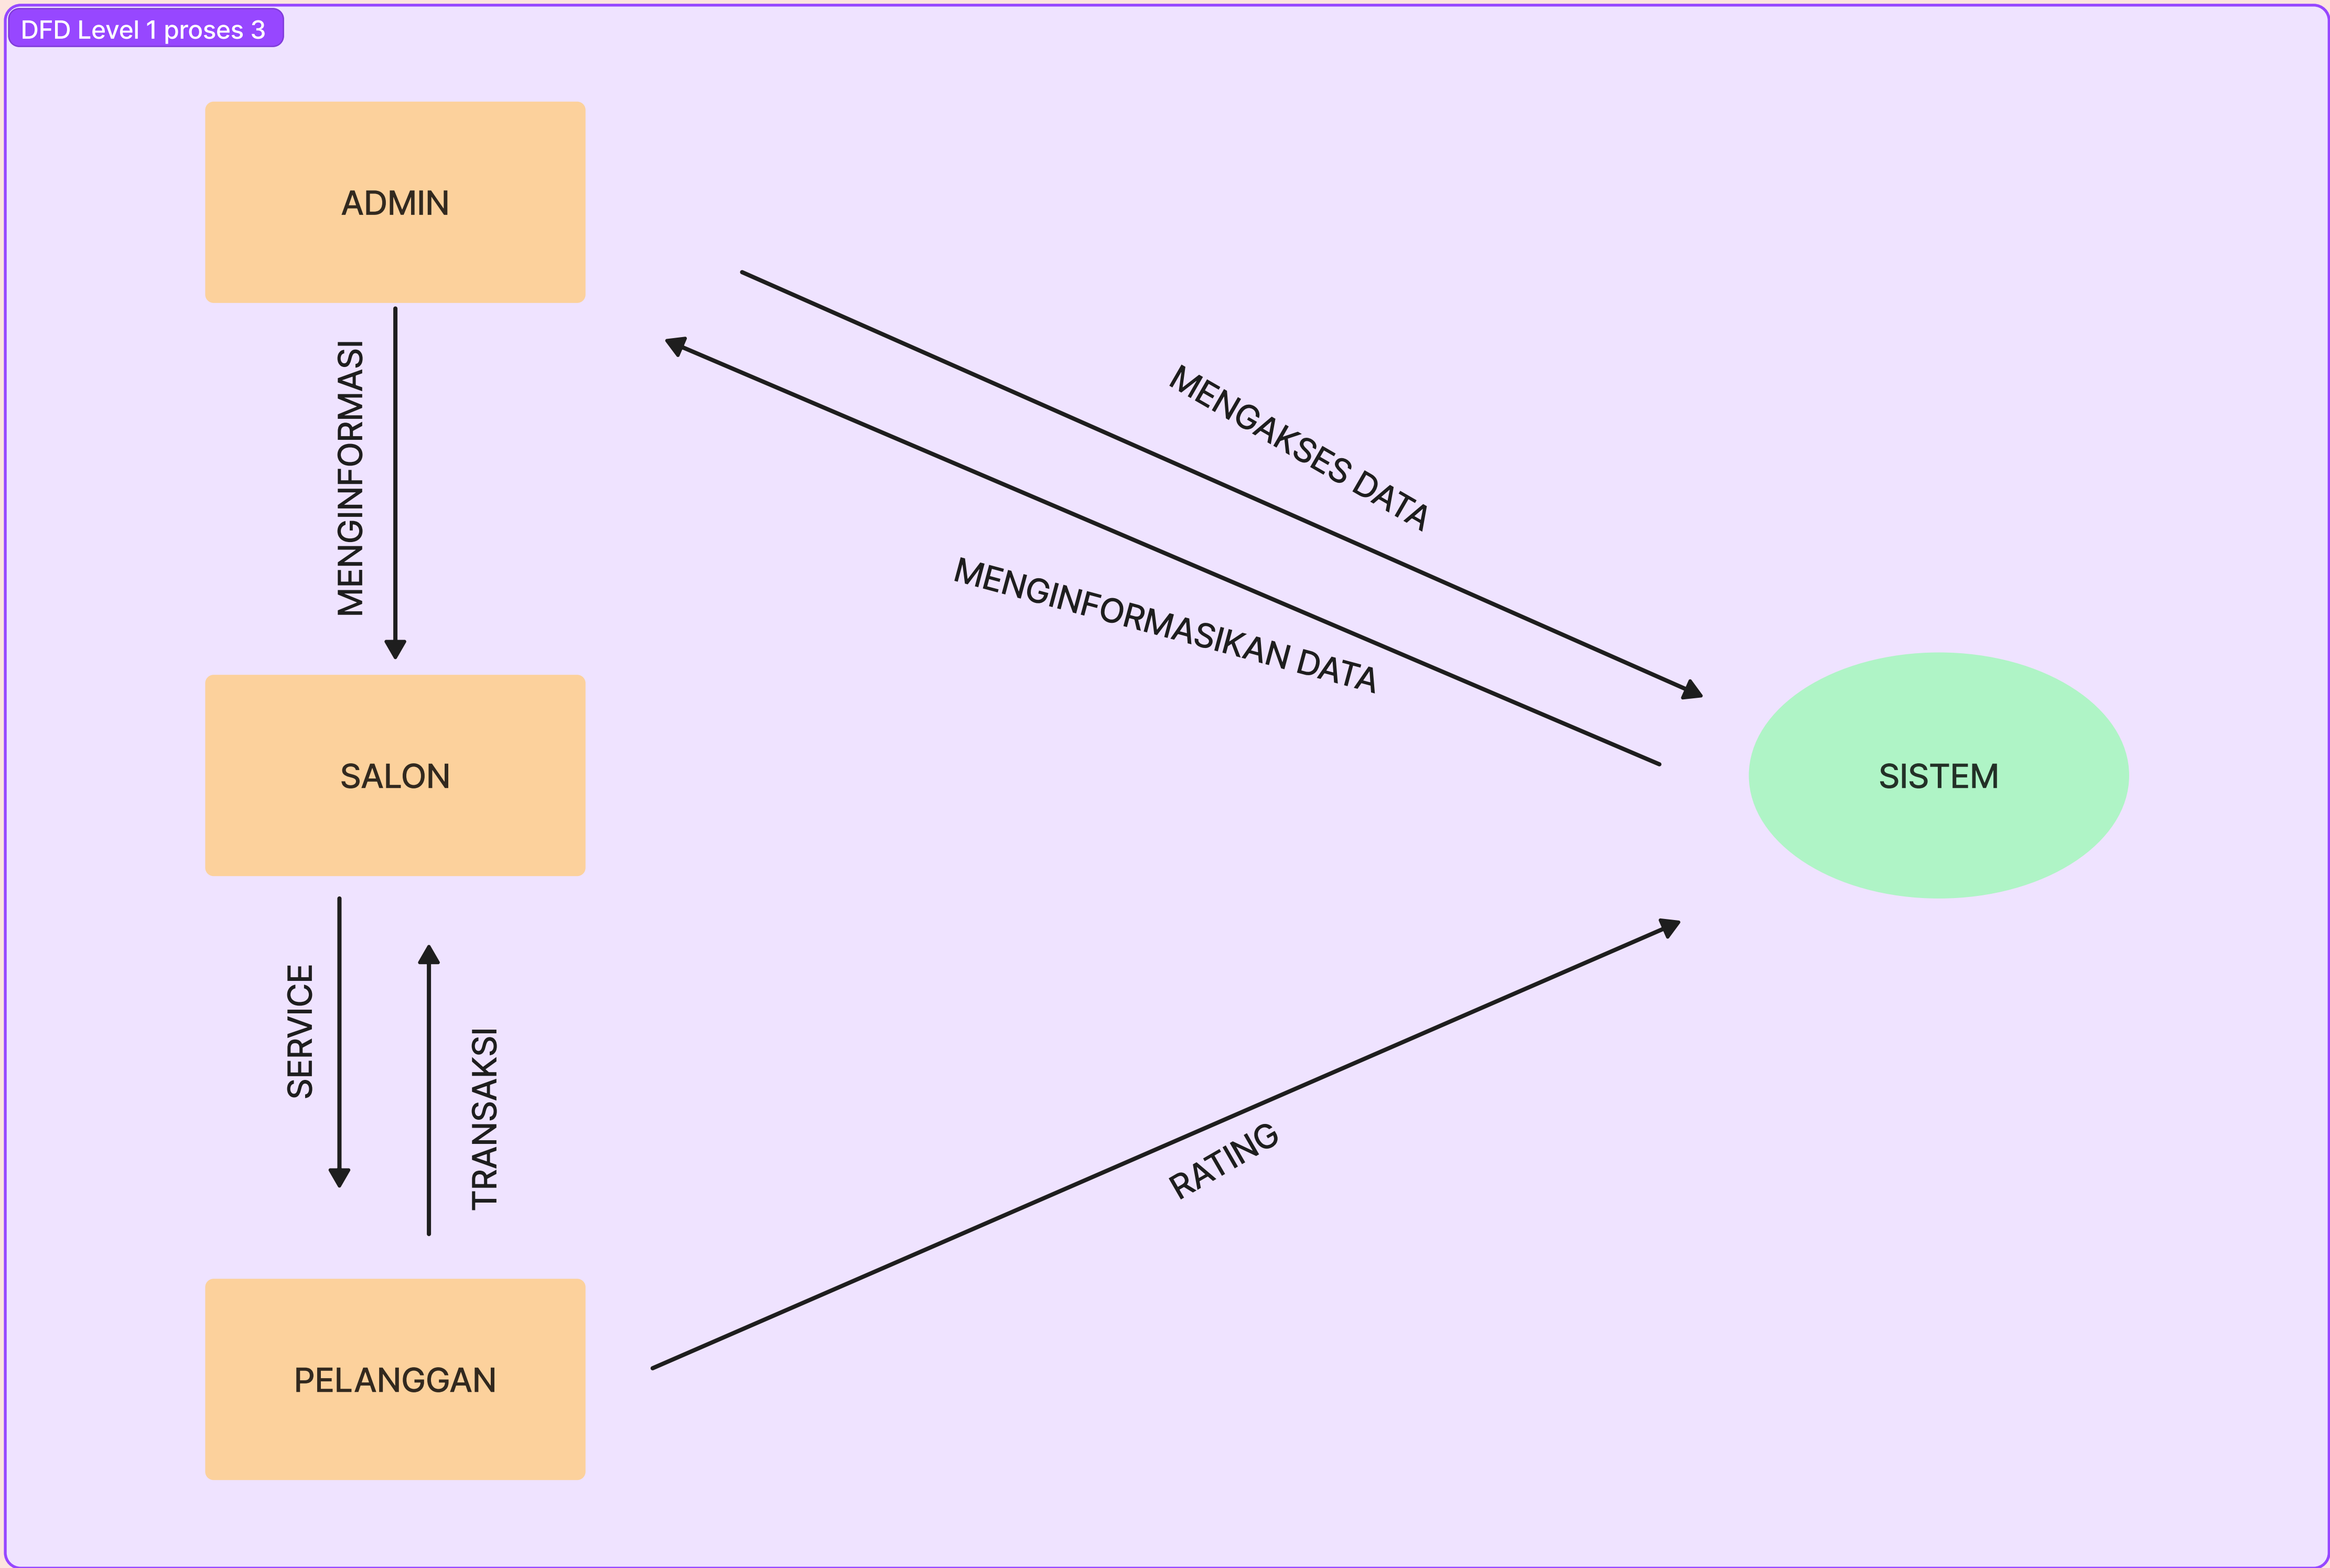 DFD Level 1 proses 3
ADMIN
MENGINFORMASI
MENGAKSES DATA
MENGINFORMASIKAN DATA
SALON
SISTEM
SERVICE
TRANSAKSI
RATING
PELANGGAN